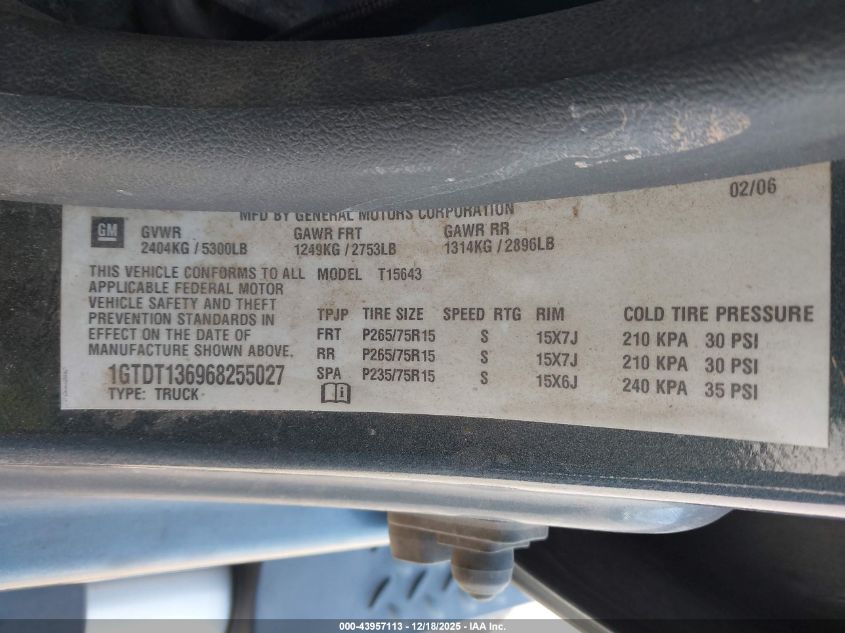 02/06
MFD BY GENERAL MOTORS CORPORATION
GM GVWR GAWR FRT GAWR RR
2404KG / 5300LB 1249KG / 2753LB 1314KG / 2896LB
THIS VEHICLE CONFORMS TO ALL MODEL T15643
APPLICABLE FEDERAL MOTOR
VEHICLE SAFETY AND THEFT
PREVENTION STANDARDS IN
EFFECT ON THE DATE OF
MANUFACTURE SHOWN ABOVE.
TPJP TIRE SIZE SPEED RTG RIM COLD TIRE PRESSURE
FRT P265/75R15 S 15X7J 210 KPA 30 PSI
RR P265/75R15 S 15X7J 210 KPA 30 PSI
SPA P235/75R15 S 15X6J 240 KPA 35 PSI
1GTDT136968255027
TYPE: TRUCK
000-43957113 - 12/18/2025 - IAA Inc.